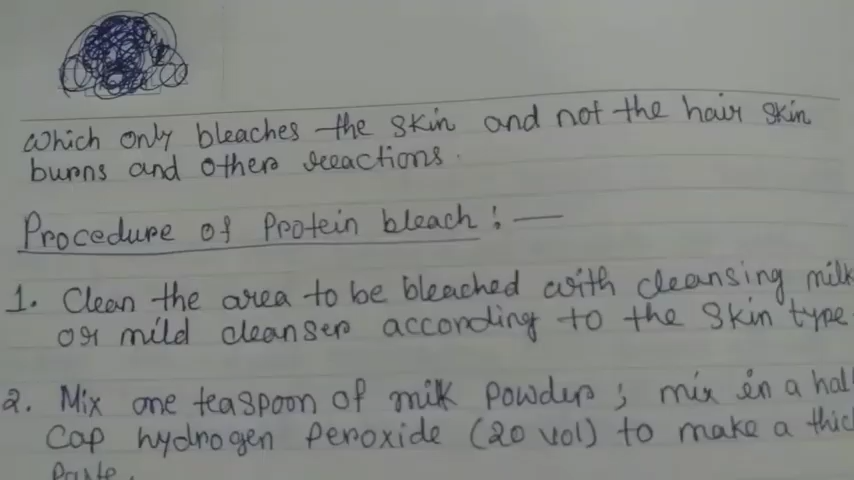 which only bleaches the skin and not the hair skin
burns and other reactions.
Procedure of Protein bleach : —
1. Clean the area to be bleached with cleansing milk
or mild cleanser according to the skin type.
2. Mix one teaspoon of milk powder ; mix in a half
cap hydrogen peroxide (20 vol) to make a thick
Paste.